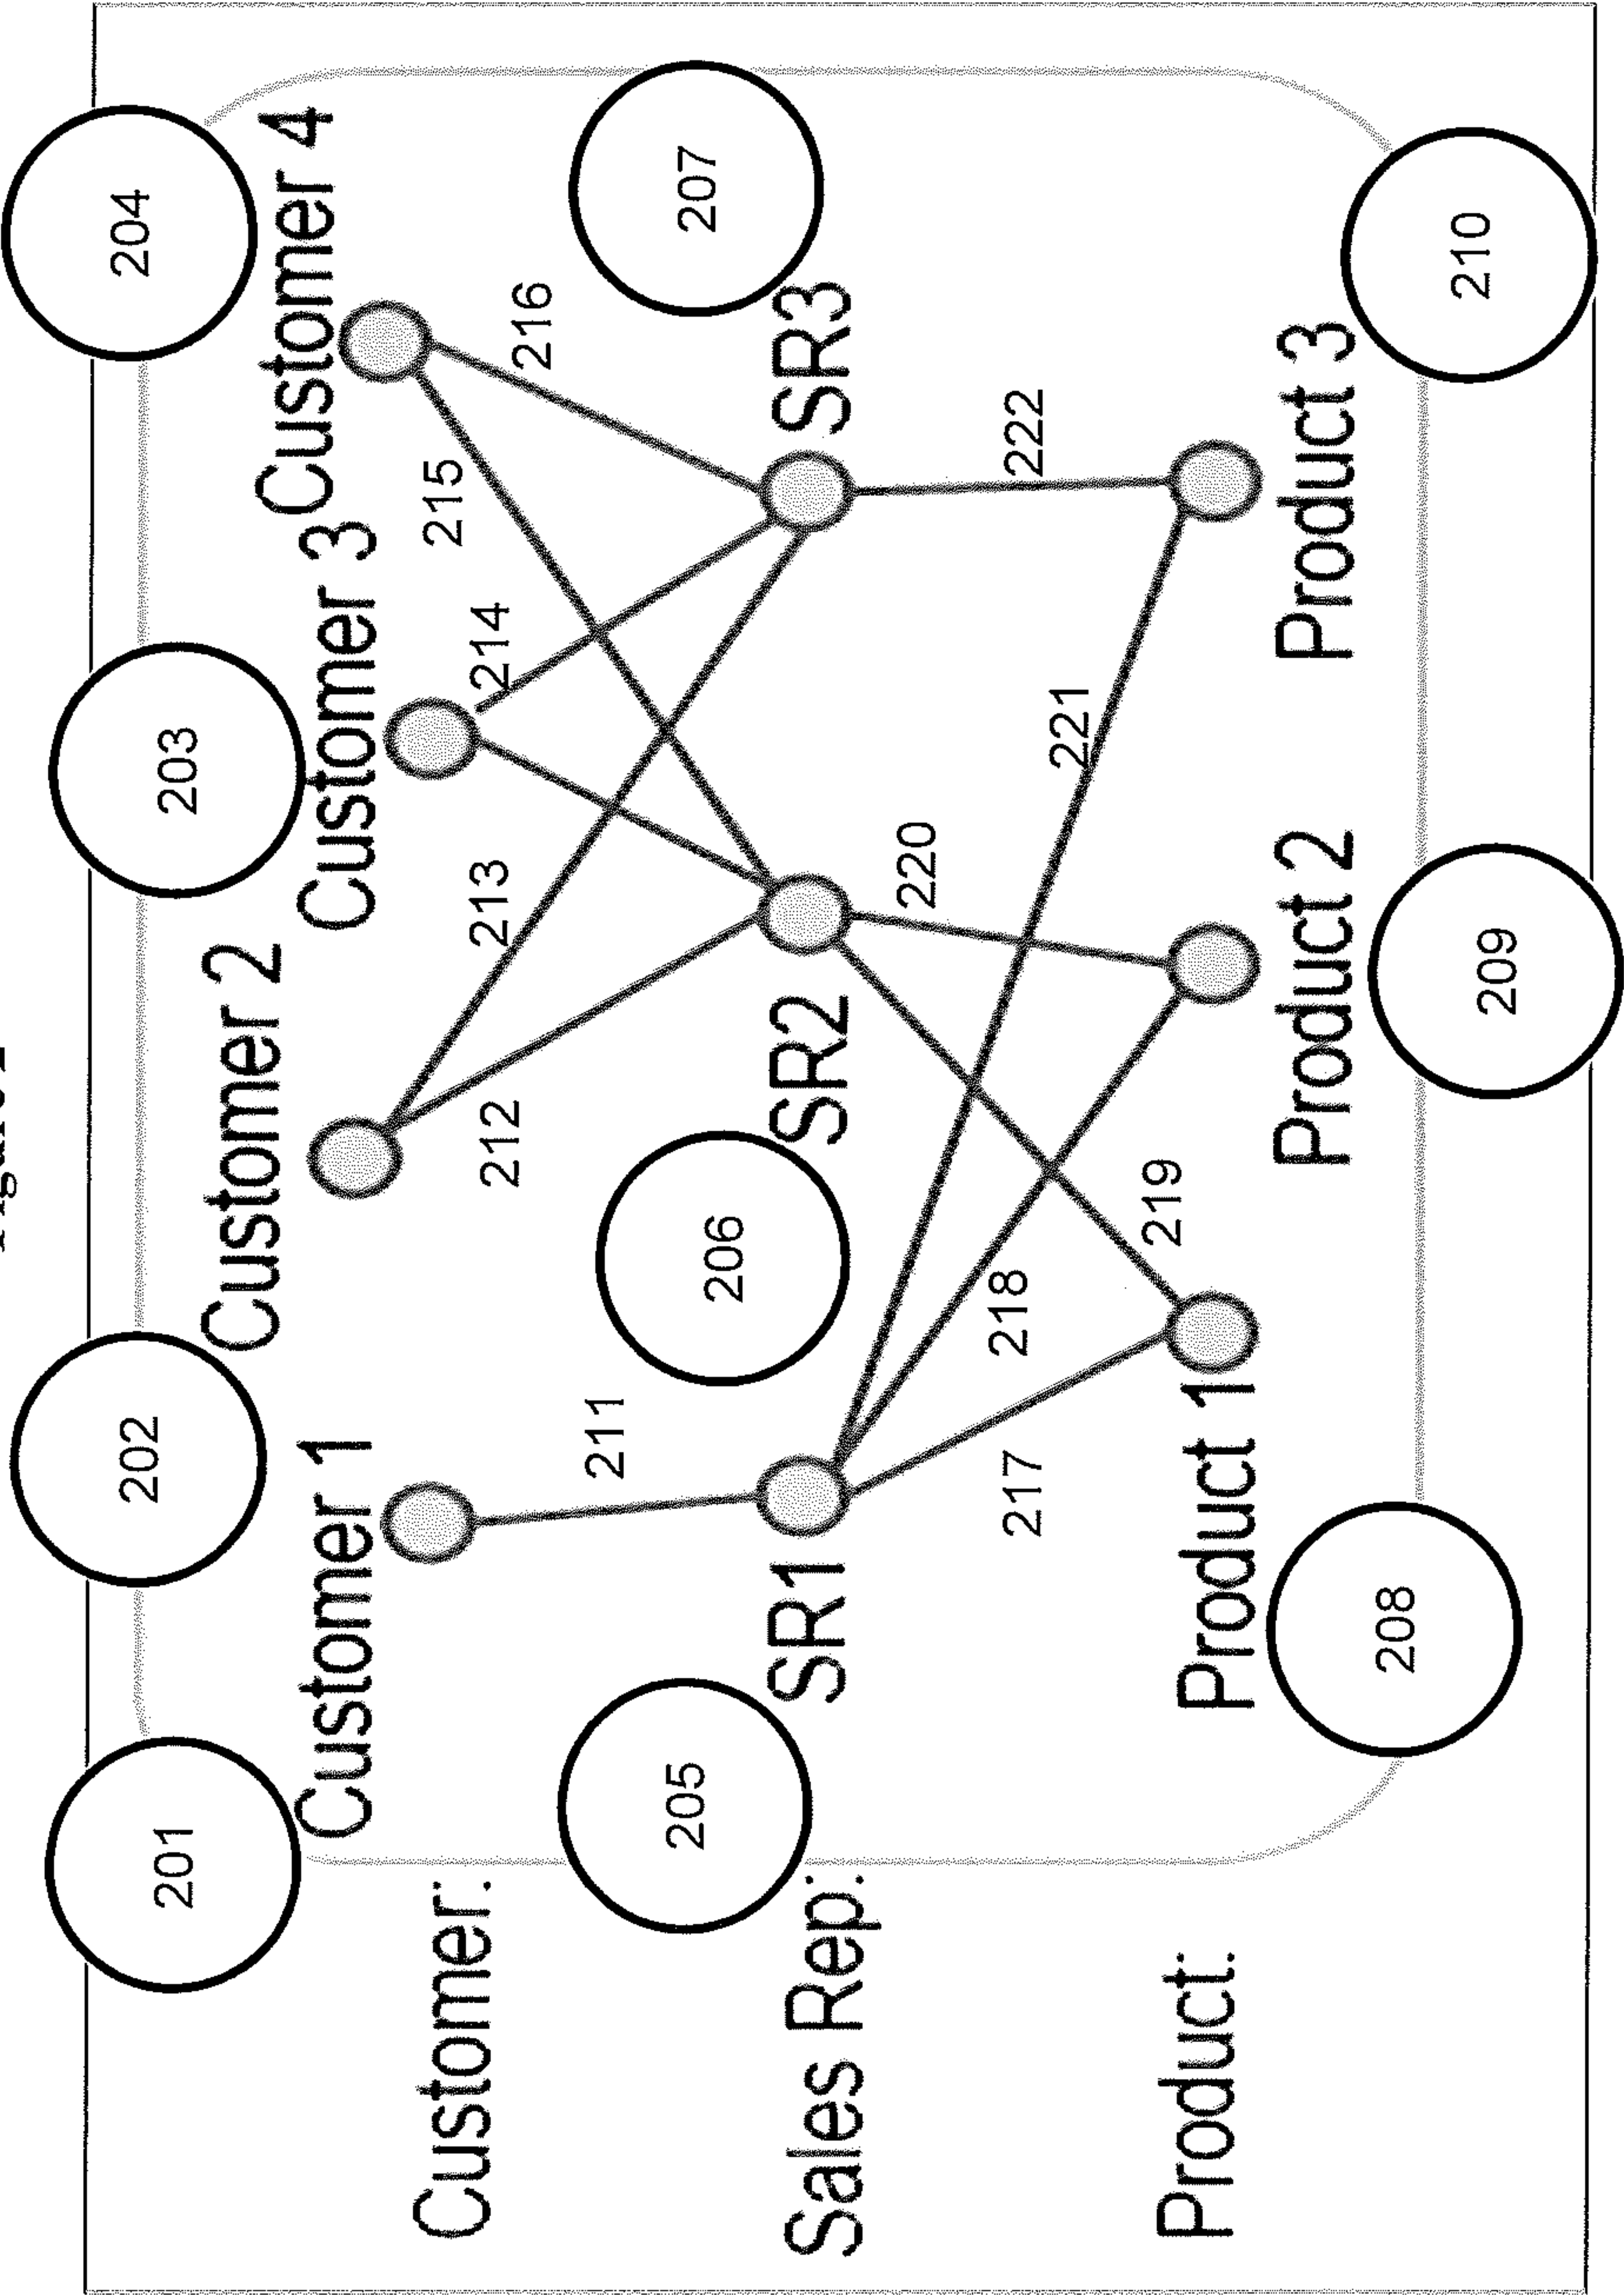 201
202
203
204
Customer 1
Customer 2
Customer 3
Customer 4
Customer:
211
212
213
214
215
216
205
206
207
Sales Rep:
SR1
SR2
SR3
217
218
219
220
221
222
Product:
Product 1
Product 2
Product 3
208
209
210